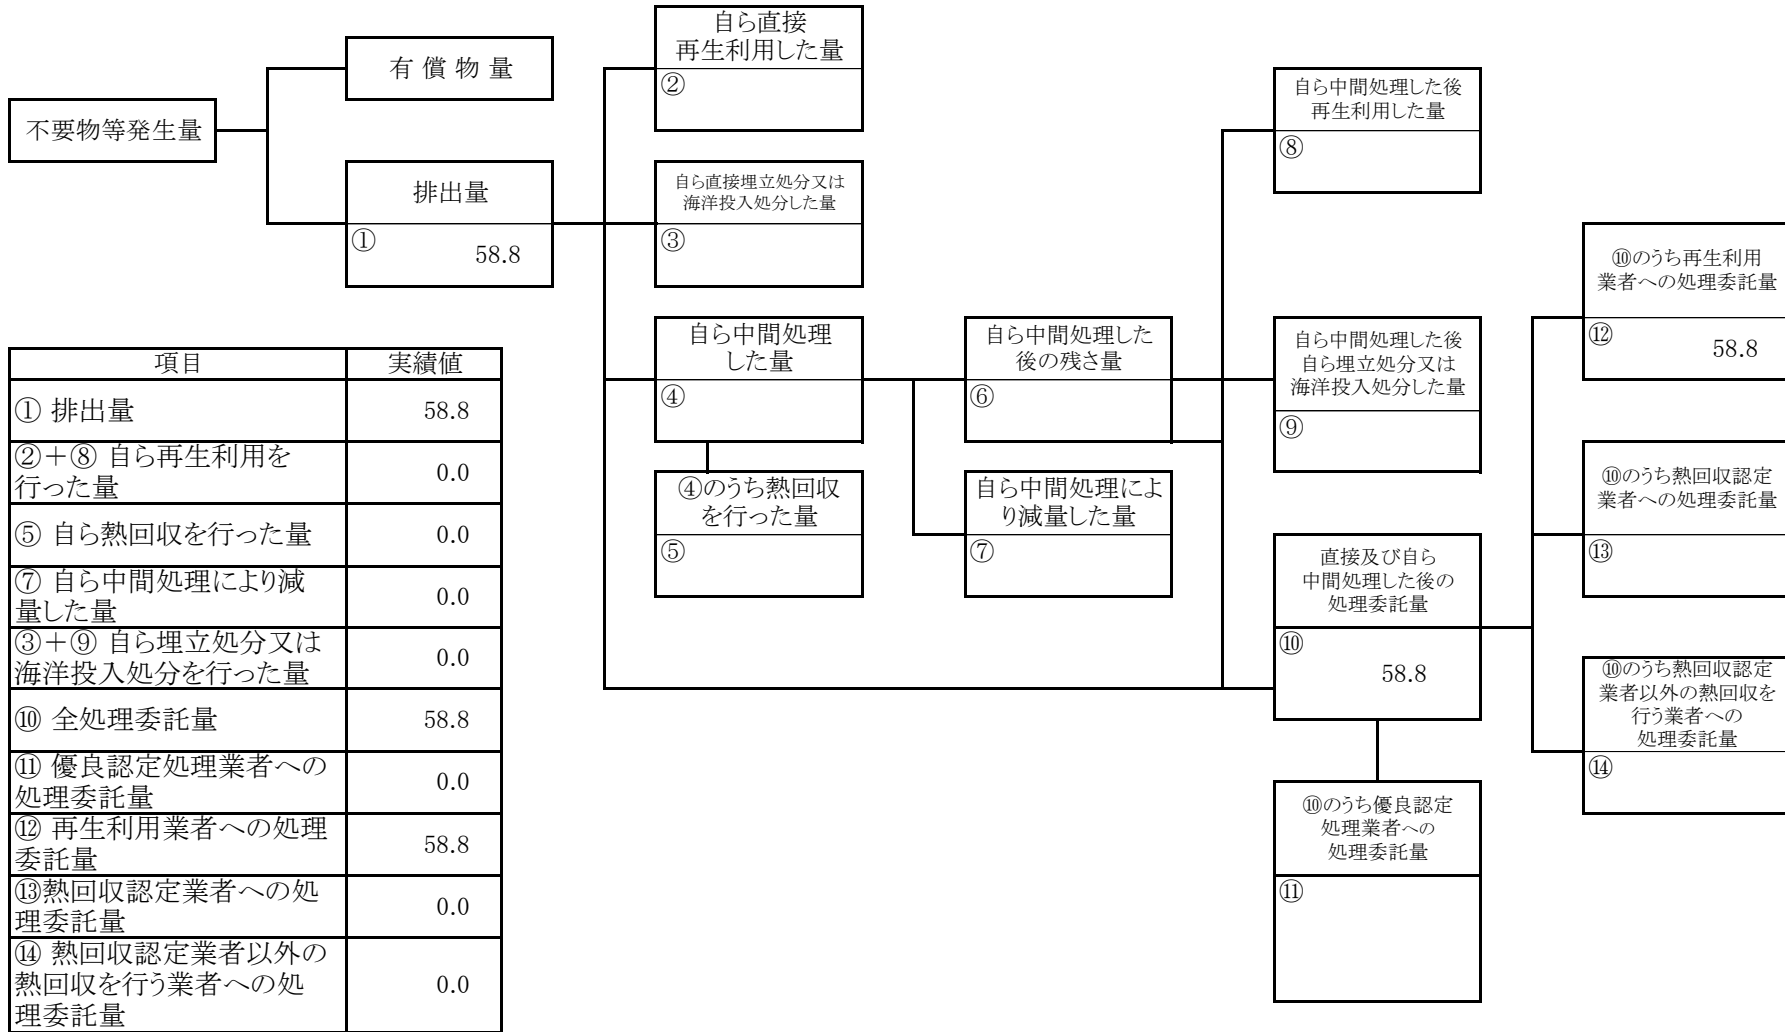 不要物等発生量
有 償 物 量
排出量
①
58.8
自ら直接
再生利用した量
②
自ら直接埋立処分又は
海洋投入処分した量
③
自ら中間処理
した量
④
④のうち熱回収
を行った量
⑤
自ら中間処理した
後の残さ量
⑥
自ら中間処理によ
り減量した量
⑦
自ら中間処理した後
再生利用した量
⑧
自ら中間処理した後
自ら埋立処分又は
海洋投入処分した量
⑨
直接及び自ら
中間処理した後の
処理委託量
⑩
58.8
⑩のうち優良認定
処理業者への
処理委託量
⑪
⑩のうち再生利用
業者への処理委託量
⑫
58.8
⑩のうち熱回収認定
業者への処理委託量
⑬
⑩のうち熱回収認定
業者以外の熱回収を
行う業者への
処理委託量
⑭
項目 実績値
① 排出量 58.8
②＋⑧ 自ら再生利用を
行った量 0.0
⑤ 自ら熱回収を行った量 0.0
⑦ 自ら中間処理により減
量した量 0.0
③＋⑨ 自ら埋立処分又は
海洋投入処分を行った量 0.0
⑩ 全処理委託量 58.8
⑪ 優良認定処理業者への
処理委託量 0.0
⑫ 再生利用業者への処理
委託量 58.8
⑬熱回収認定業者への処
理委託量 0.0
⑭ 熱回収認定業者以外の
熱回収を行う業者への処
理委託量 0.0